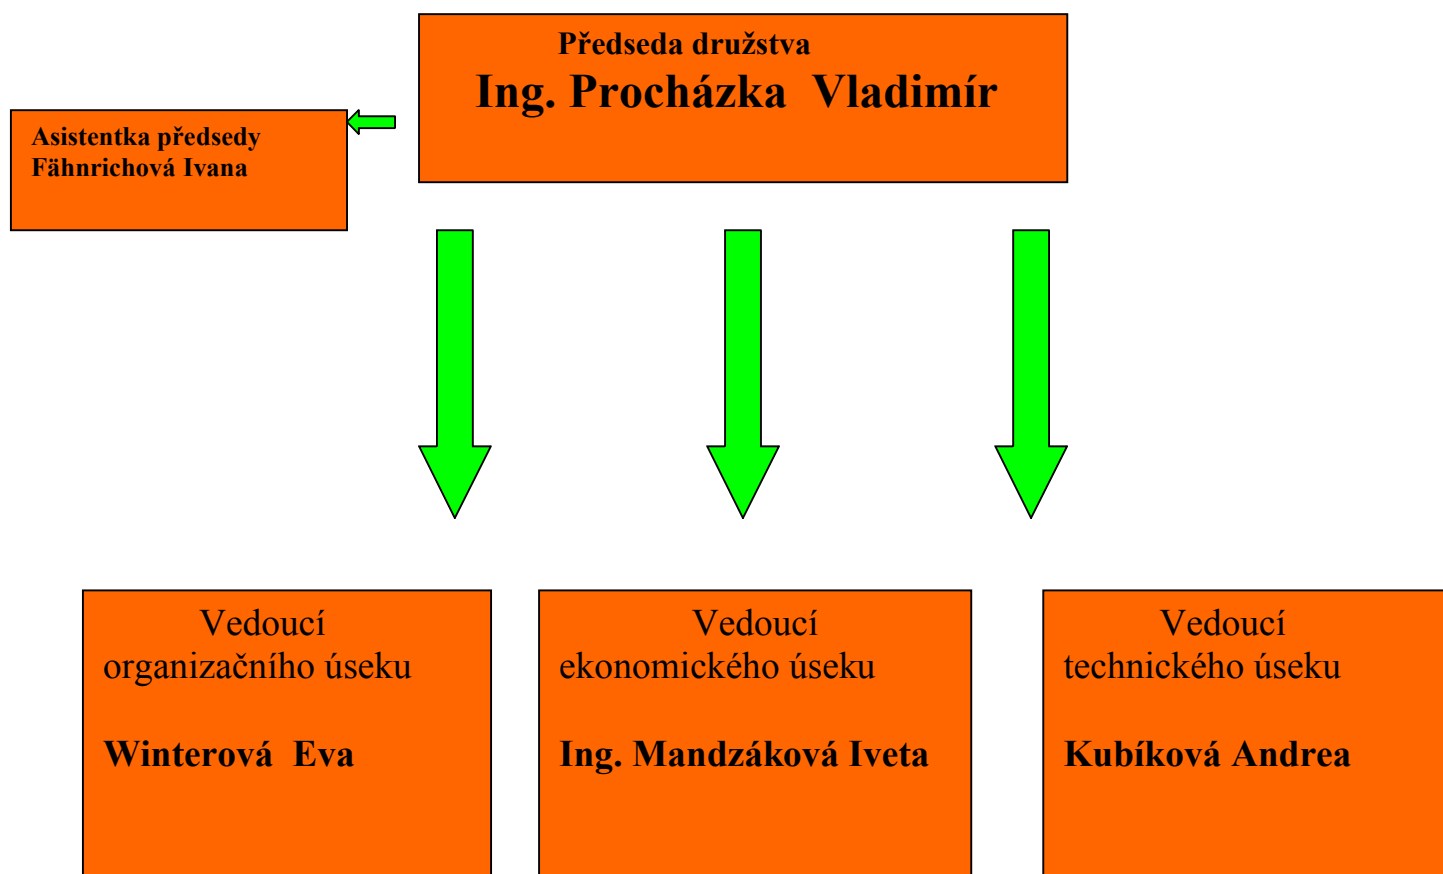 Předseda družstva
Ing. Procházka Vladimír
Asistentka předsedy
Fähnrichová Ivana
Vedoucí
organizačního úseku
Winterová Eva
Vedoucí
ekonomického úseku
Ing. Mandzáková Iveta
Vedoucí
technického úseku
Kubíková Andrea